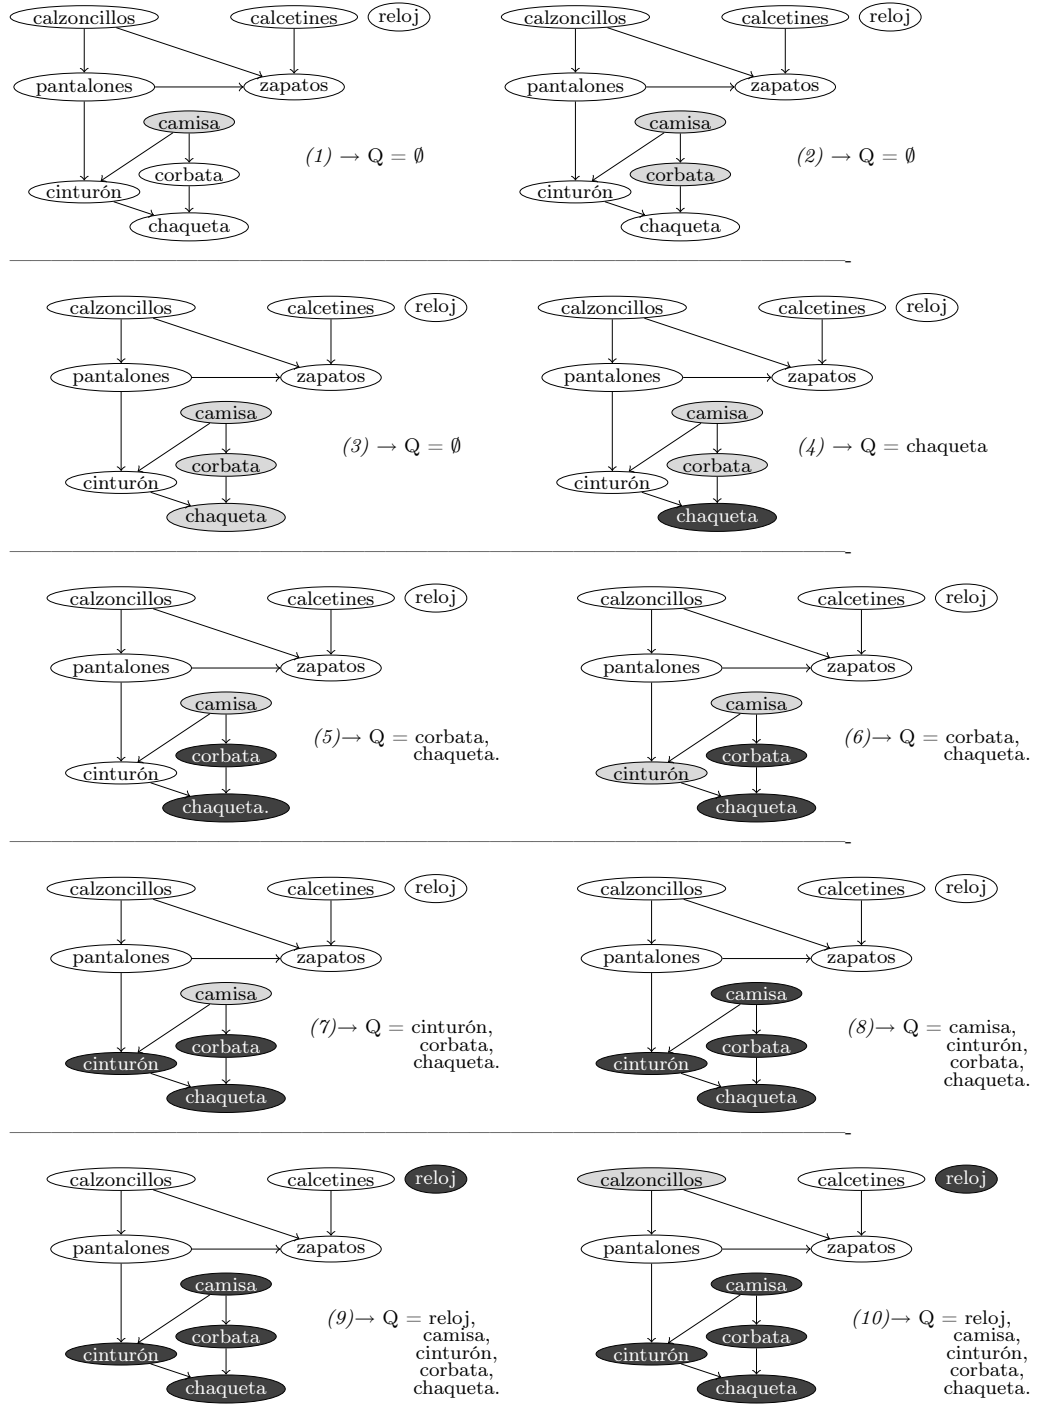 calzoncillos calcetines reloj
pantalones zapatos
camisa
(1) → Q = ∅
corbata
cinturón
chaqueta
calzoncillos calcetines reloj
pantalones zapatos
camisa
(2) → Q = ∅
corbata
cinturón
chaqueta
calzoncillos calcetines reloj
pantalones zapatos
camisa
(3) → Q = ∅
corbata
cinturón
chaqueta
calzoncillos calcetines reloj
pantalones zapatos
camisa
(4) → Q = chaqueta
corbata
cinturón
chaqueta
calzoncillos calcetines reloj
pantalones zapatos
camisa
corbata
cinturón
chaqueta.
(5)→ Q = corbata,
chaqueta.
calzoncillos calcetines reloj
pantalones zapatos
camisa
corbata
cinturón
chaqueta
(6)→ Q = corbata,
chaqueta.
calzoncillos calcetines reloj
pantalones zapatos
camisa
corbata
cinturón
chaqueta
(7)→ Q = cinturón,
corbata,
chaqueta.
calzoncillos calcetines reloj
pantalones zapatos
camisa
corbata
cinturón
chaqueta
(8)→ Q = camisa,
cinturón,
corbata,
chaqueta.
calzoncillos calcetines reloj
pantalones zapatos
camisa
corbata
cinturón
chaqueta
(9)→ Q = reloj,
camisa,
cinturón,
corbata,
chaqueta.
calzoncillos calcetines reloj
pantalones zapatos
camisa
corbata
cinturón
chaqueta
(10)→ Q = reloj,
camisa,
cinturón,
corbata,
chaqueta.